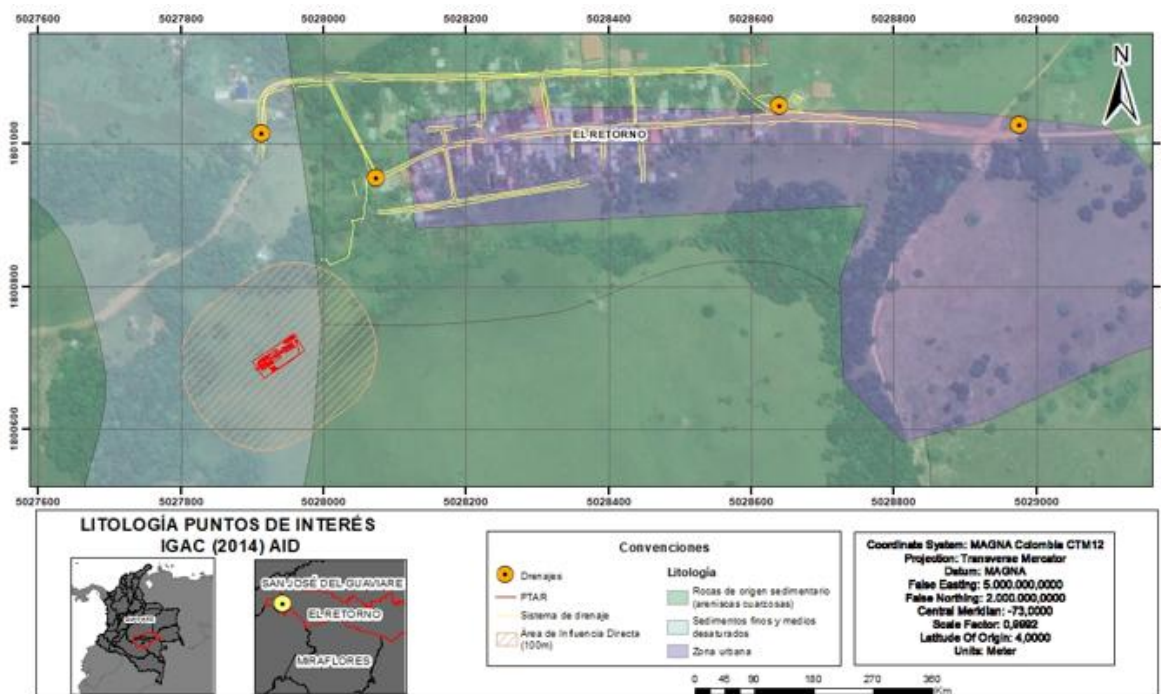 5027600 5027800 5028000 5028200 5028400 5028600 5028800 5029000
N
EL RETORNO
1801000
1801000
1800800
1800800
1800600
1800600
5027600 5027800 5028000 5028200 5028400 5028600 5028800 5029000
LITOLOGÍA PUNTOS DE INTERÉS
IGAC (2014) AID
SAN JOSÉ DEL GUAVIARE
EL RETORNO
MIRAFLORES
Convenciones
Drenajes
PTAR
Sistema de drenaje
Área de Influencia Directa
(100m)
Litología
Rocas de origen sedimentario
(areniscas cuarzosas)
Sedimentos finos y medios
desaturados
Zona urbana
Coordinate System: MAGNA Colombia CTM12
Projection: Transverse Mercator
Datum: MAGNA
False Easting: 5.000.000,0000
False Northing: 2.000.000,0000
Central Meridian: -73,0000
Scale Factor: 0,9992
Latitude Of Origin: 4,0000
Units: Meter
0 45 90 180 270 360
Km